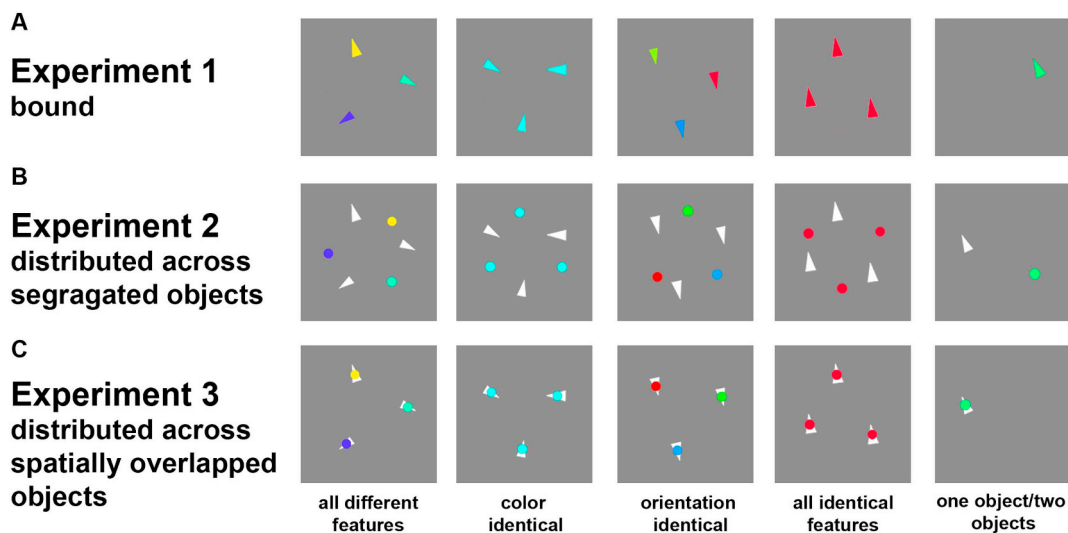 A
Experiment 1
bound
B
Experiment 2
distributed across
segragated objects
C
Experiment 3
distributed across
spatially overlapped
objects
all different
features
color
identical
orientation
identical
all identical
features
one object/two
objects